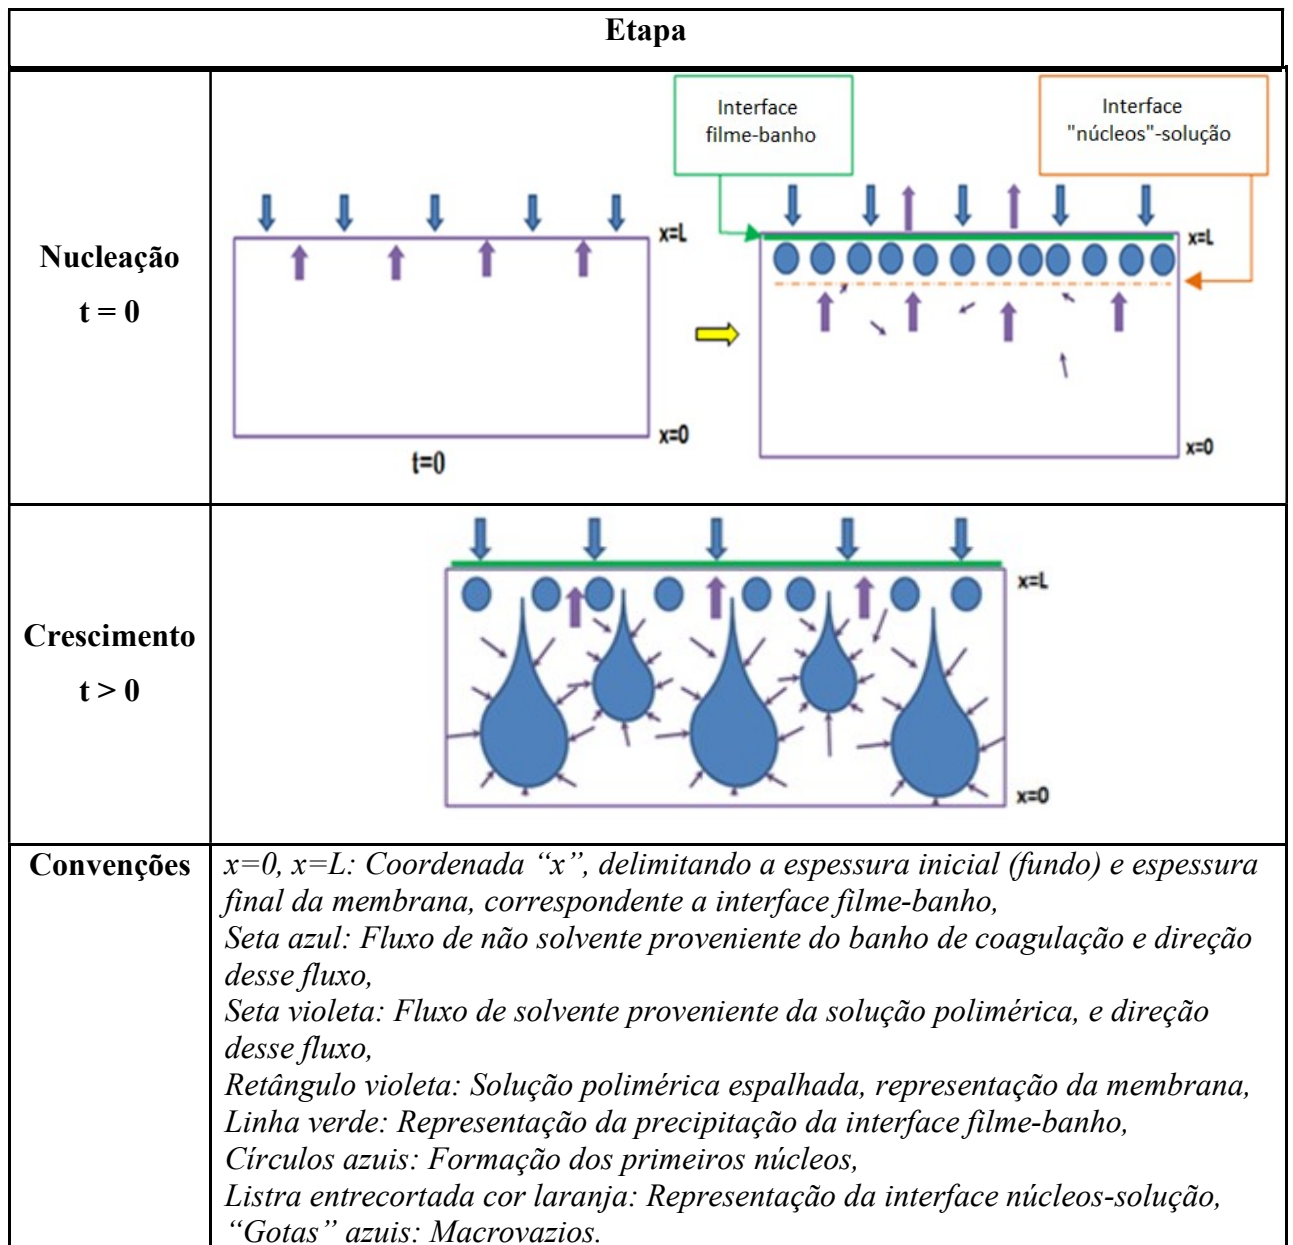 Etapa
Nucleação
t = 0
Interface
filme-banho
Interface
"núcleos"-solução
x=L
x=0
t=0
x=L
x=0
Crescimento
t > 0
x=L
x=0
Convenções
x=0, x=L: Coordenada “x”, delimitando a espessura inicial (fundo) e espessura
final da membrana, correspondente a interface filme-banho,
Seta azul: Fluxo de não solvente proveniente do banho de coagulação e direção
desse fluxo,
Seta violeta: Fluxo de solvente proveniente da solução polimérica, e direção
desse fluxo,
Retângulo violeta: Solução polimérica espalhada, representação da membrana,
Linha verde: Representação da precipitação da interface filme-banho,
Círculos azuis: Formação dos primeiros núcleos,
Listra entrecortada cor laranja: Representação da interface núcleos-solução,
“Gotas” azuis: Macrovazios.